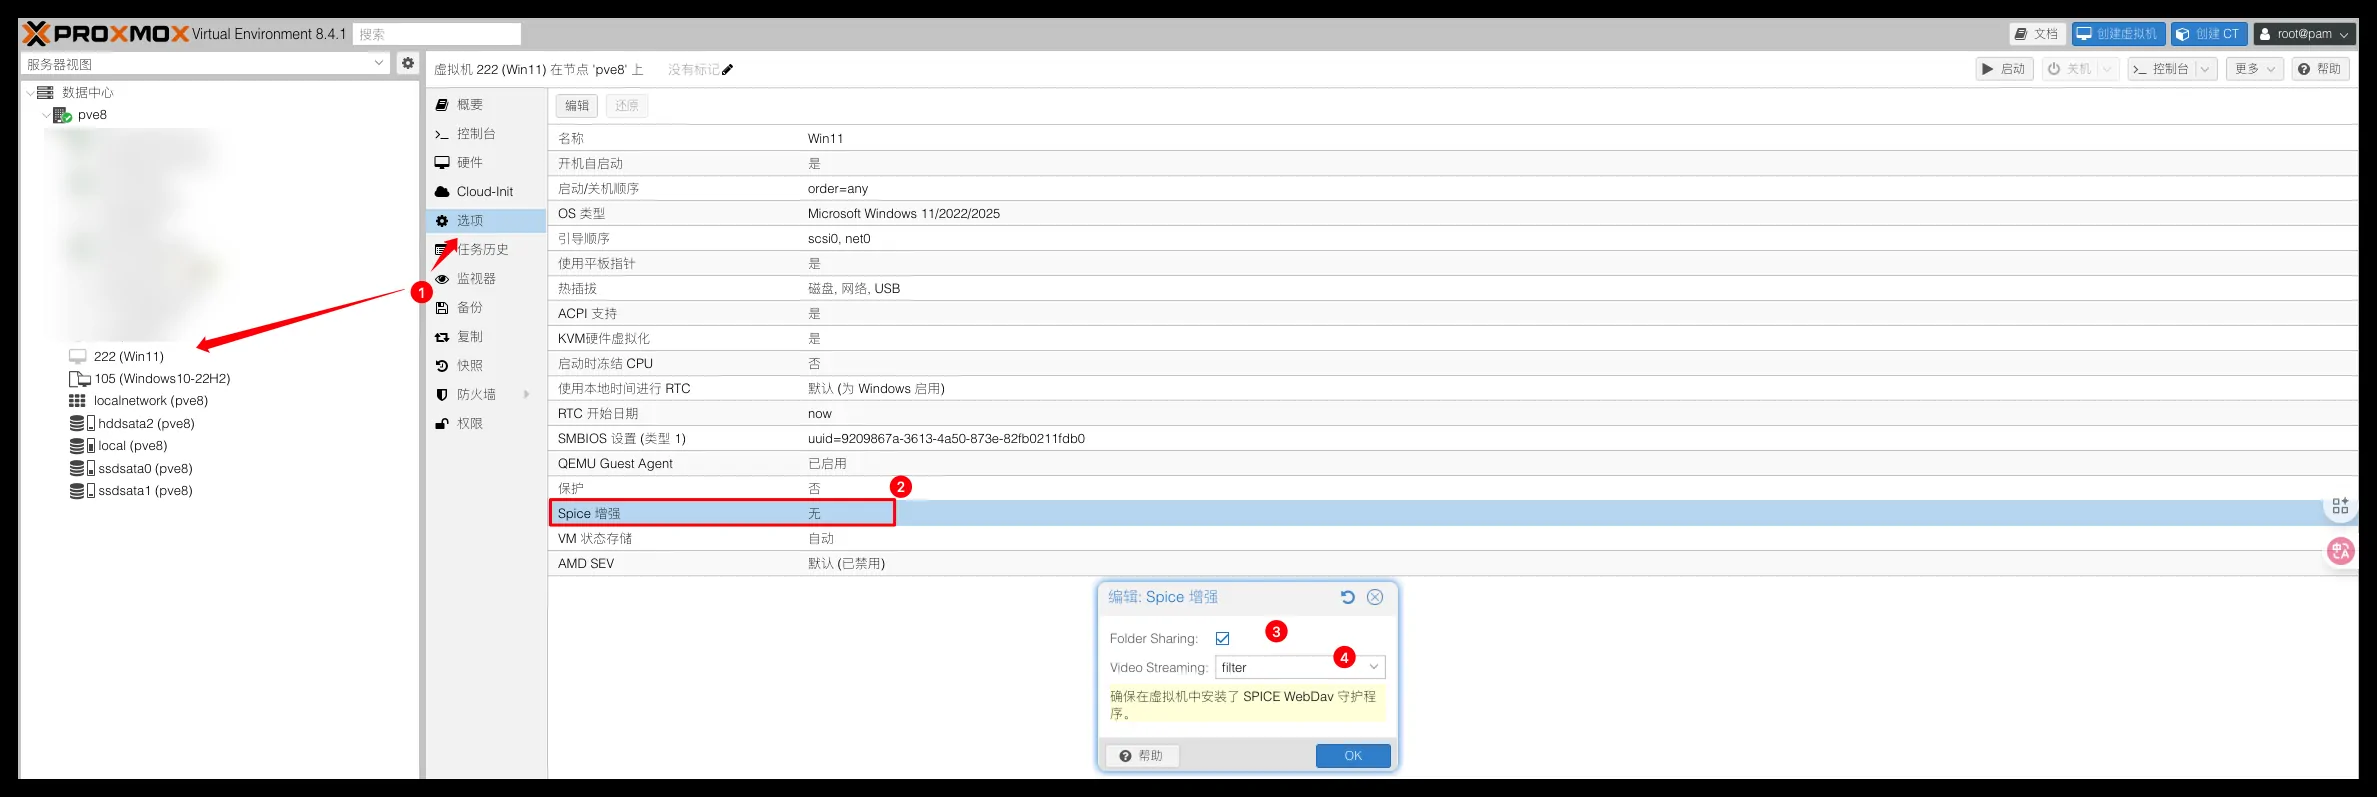 PROXMOX Virtual Environment 8.4.1 搜索 文档 创建虚拟机 创建 CT root@pam
服务器视图
虚拟机 222 (Win11) 在节点 'pve8' 上 没有标记 启动 关机 控制台 更多 帮助
数据中心
pve8
222 (Win11)
105 (Windows10-22H2)
localnetwork (pve8)
hddsata2 (pve8)
local (pve8)
ssdsata0 (pve8)
ssdsata1 (pve8)
概要
控制台
硬件
Cloud-Init
选项
任务历史
监视器
备份
复制
快照
防火墙
权限
1
编辑 还原
名称 Win11
开机自启动 是
启动/关机顺序 order=any
OS 类型 Microsoft Windows 11/2022/2025
引导顺序 scsi0, net0
使用平板指针 是
热插拔 磁盘, 网络, USB
ACPI 支持 是
KVM硬件虚拟化 是
启动时冻结 CPU 否
使用本地时间进行 RTC 默认 (为 Windows 启用)
RTC 开始日期 now
SMBIOS 设置 (类型 1) uuid=9209867a-3613-4a50-873e-82fb0211fdb0
QEMU Guest Agent 已启用
保护 否
2
Spice 增强 无
VM 状态存储 自动
AMD SEV 默认 (已禁用)
编辑: Spice 增强
Folder Sharing: 3
Video Streaming: filter 4
确保在虚拟机中安装了 SPICE WebDav 守护程
序。
帮助 OK